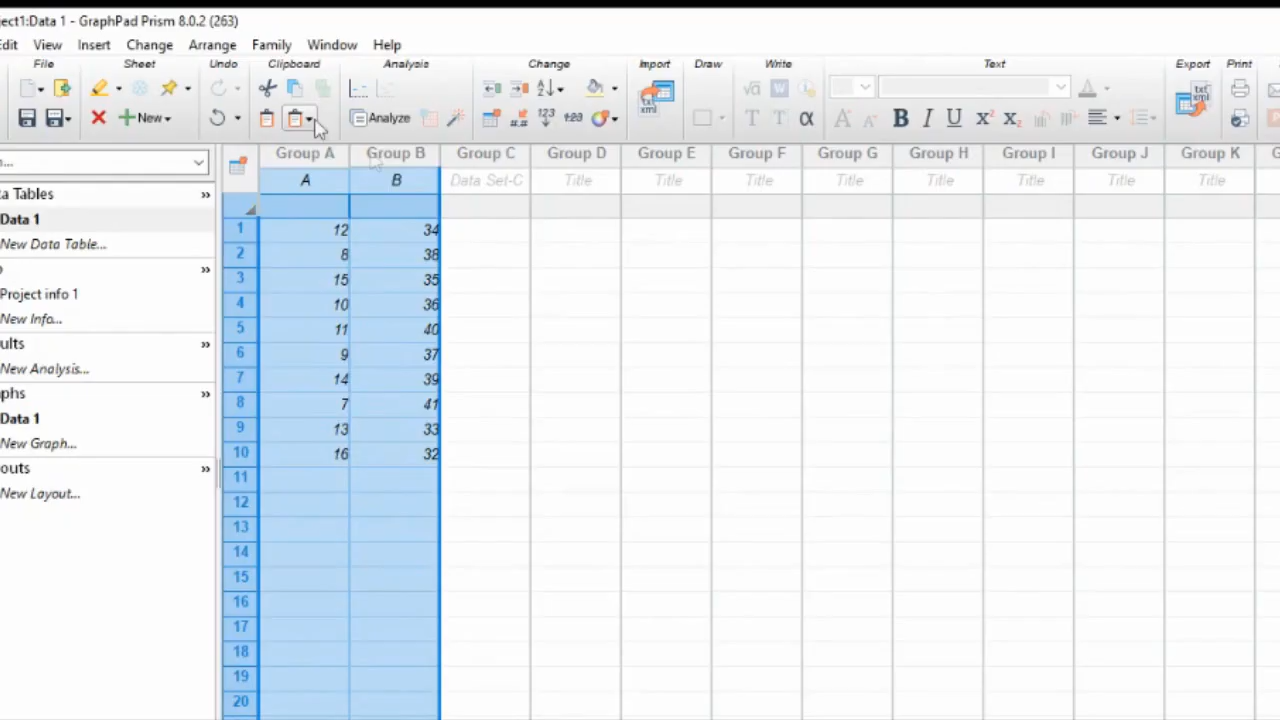 ject1:Data 1 - GraphPad Prism 8.0.2 (263)
Edit View Insert Change Arrange Family Window Help
File Sheet Undo Clipboard Analysis Change Import Draw Write Text Export Print
New Analyze
Group A Group B Group C Group D Group E Group F Group G Group H Group I Group J Group K
A B Data Set-C Title Title Title Title Title Title Title Title
ta Tables
Data 1
New Data Table...
Project info 1
New Info...
ults
New Analysis...
phs
Data 1
New Graph...
outs
New Layout...
1 12 34
2 8 38
3 15 35
4 10 36
5 11 40
6 9 37
7 14 39
8 7 41
9 13 33
10 16 32
11
12
13
14
15
16
17
18
19
20